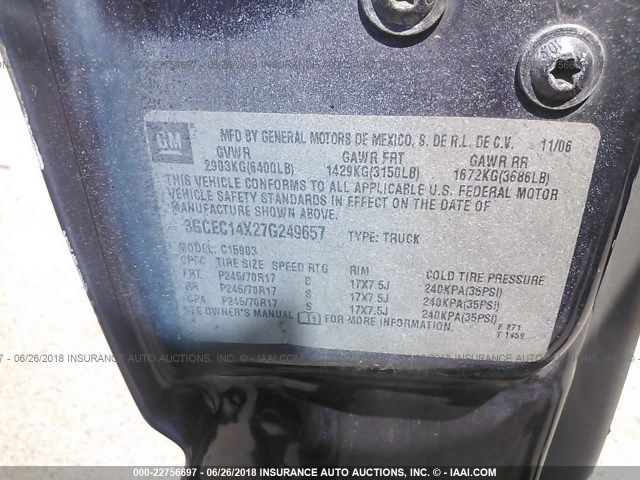 GM
MFD BY GENERAL MOTORS DE MEXICO, S. DE R.L. DE C.V. 11/06
GVWR GAWR FRT GAWR RR
2903KG(6400LB) 1429KG(3150LB) 1672KG(3686LB)
THIS VEHICLE CONFORMS TO ALL APPLICABLE U.S. FEDERAL MOTOR
VEHICLE SAFETY STANDARDS IN EFFECT ON THE DATE
OF MANUFACTURE SHOWN ABOVE.
3GCEC14X27G249657 TYPE: TRUCK
MODEL: C15903
TIRE SIZE SPEED RTG RIM COLD TIRE PRESSURE
FRT P245/70R17 S 17X7.5J 240KPA(35PSI)
RR P245/70R17 S 17X7.5J 240KPA(35PSI)
SPA P245/70R17 S 17X7.5J 240KPA(35PSI)
OWNER'S MANUAL FOR MORE INFORMATION.
F 271
T 1459
000-22756697 - 06/26/2018 INSURANCE AUTO AUCTIONS, INC. - © IAAI.COM